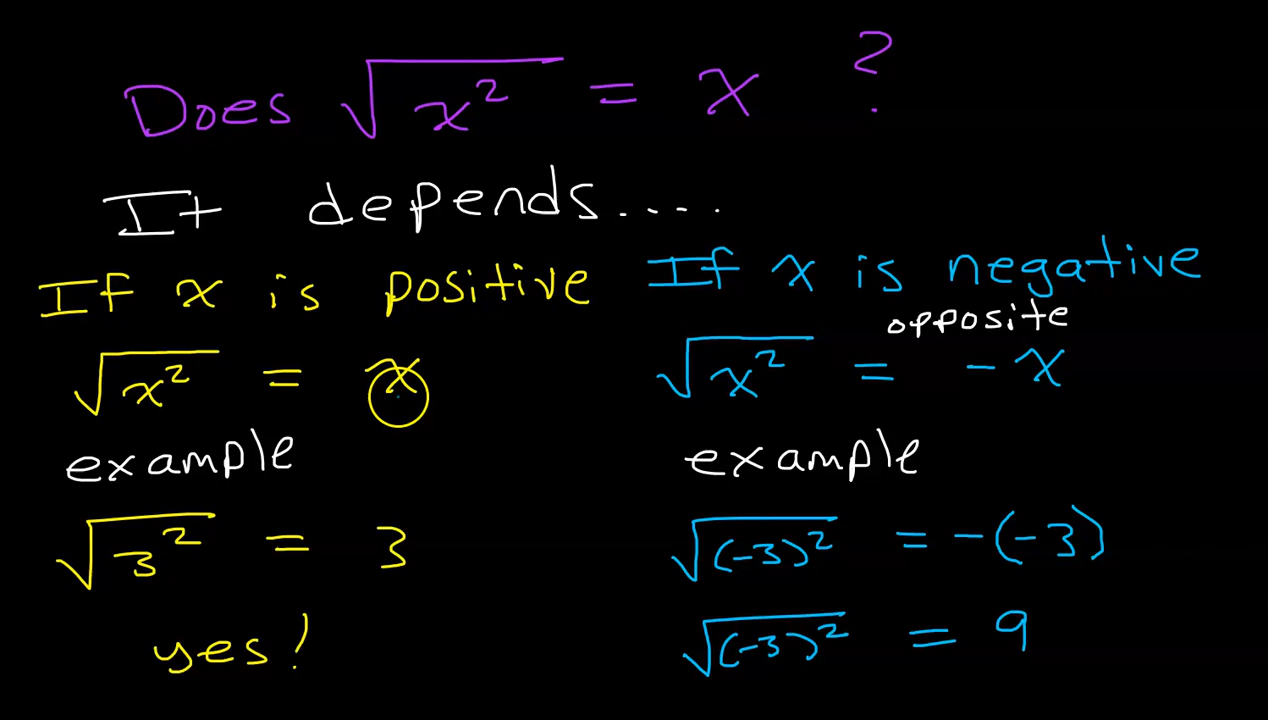 Does √x² = x ?
It depends....
If x is positive
√x² = x
example
√3² = 3
yes!
If x is negative
opposite
√x² = -x
example
√(-3)² = -(-3)
√(-3)² = 9